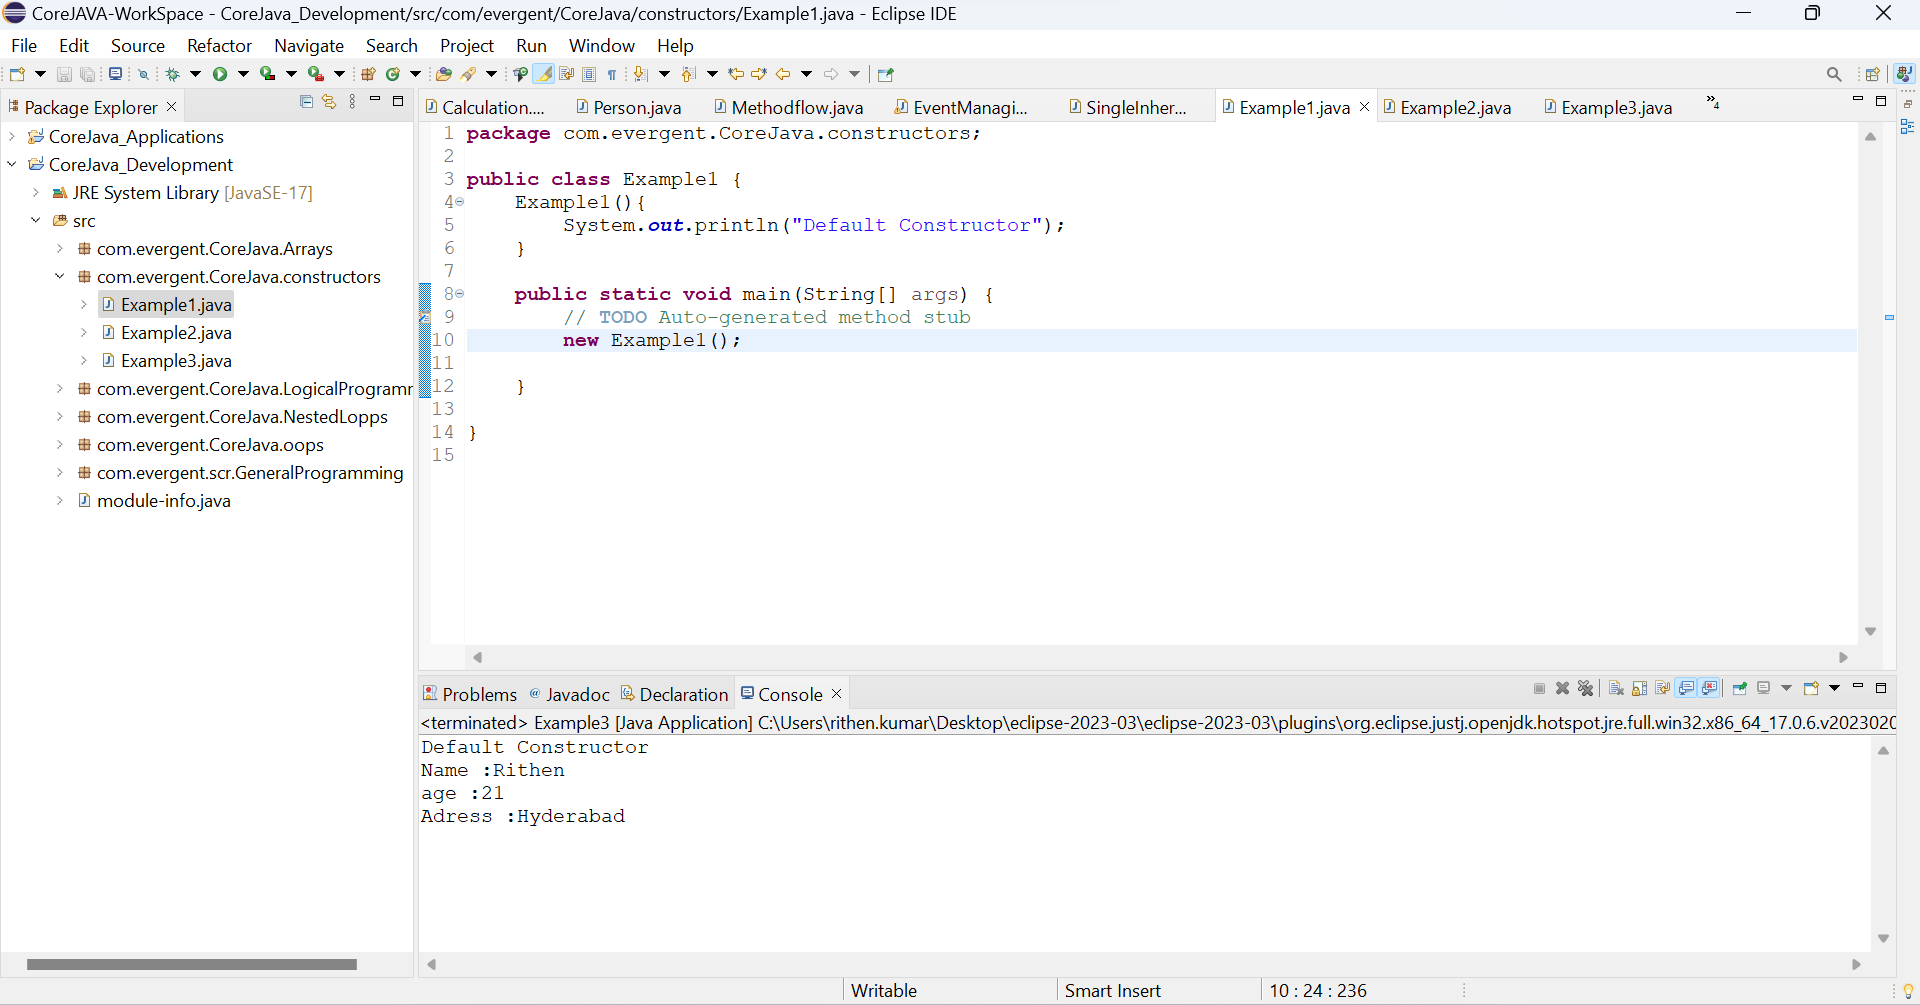 CoreJAVA-WorkSpace - CoreJava_Development/src/com/evergent/CoreJava/constructors/Example1.java - Eclipse IDE
File Edit Source Refactor Navigate Search Project Run Window Help
Package Explorer
CoreJava_Applications
CoreJava_Development
JRE System Library [JavaSE-17]
src
com.evergent.CoreJava.Arrays
com.evergent.CoreJava.constructors
Example1.java
Example2.java
Example3.java
com.evergent.CoreJava.LogicalProgramr
com.evergent.CoreJava.NestedLopps
com.evergent.CoreJava.oops
com.evergent.scr.GeneralProgramming
module-info.java
Calculation.... Person.java Methodflow.java EventManagi... SingleInher... Example1.java Example2.java Example3.java »4
1 package com.evergent.CoreJava.constructors;
2
3 public class Example1 {
4 Example1(){
5 System.out.println("Default Constructor");
6 }
7
8 public static void main(String[] args) {
9 // TODO Auto-generated method stub
10 new Example1();
11
12 }
13
14 }
15
Problems Javadoc Declaration Console
<terminated> Example3 [Java Application] C:\Users\rithen.kumar\Desktop\eclipse-2023-03\eclipse-2023-03\plugins\org.eclipse.justj.openjdk.hotspot.jre.full.win32.x86_64_17.0.6.v2023020
Default Constructor
Name :Rithen
age :21
Adress :Hyderabad
Writable Smart Insert 10 : 24 : 236